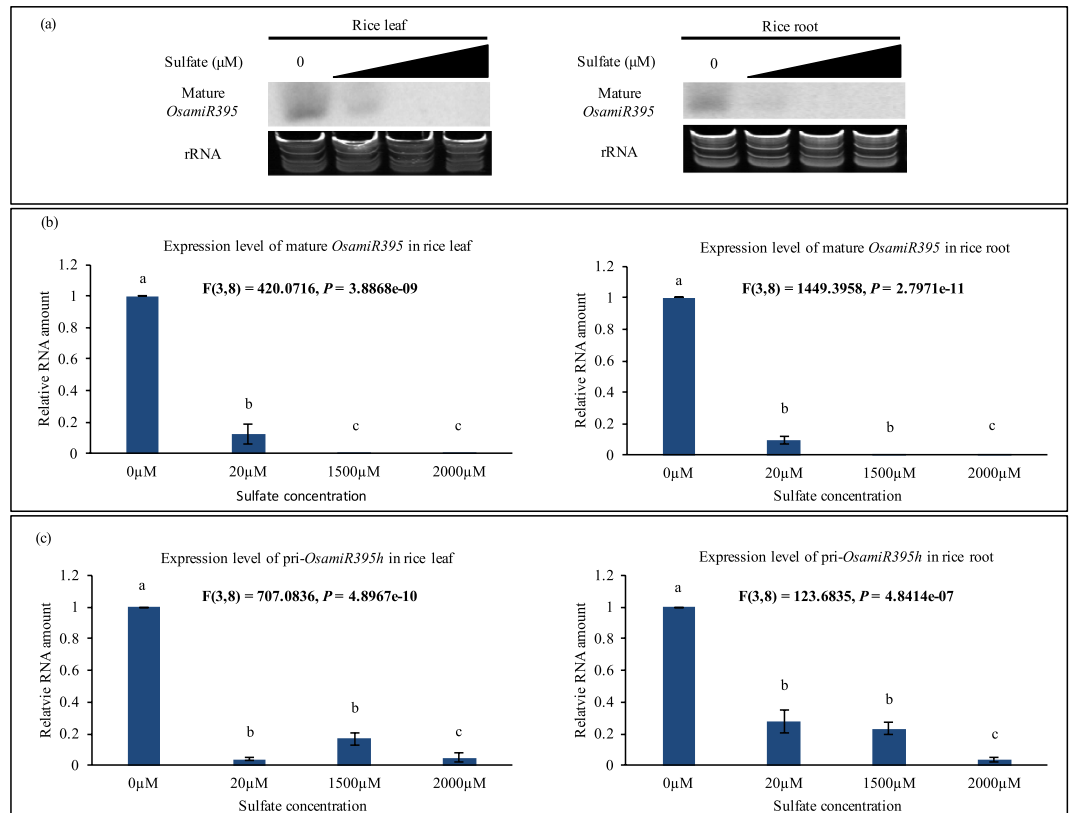 (a)
Rice leaf
Sulfate (µM) 0
Mature
OsamiR395
rRNA
Rice root
Sulfate (µM) 0
Mature
OsamiR395
rRNA
(b)
Expression level of mature OsamiR395 in rice leaf
F(3,8) = 420.0716, P = 3.8868e-09
Relative RNA amount
1.2
1
0.8
0.6
0.4
0.2
0
a
b
c
c
0µM 20µM 1500µM 2000µM
Sulfate concentration
Expression level of mature OsamiR395 in rice root
F(3,8) = 1449.3958, P = 2.7971e-11
Relative RNA amount
1.2
1
0.8
0.6
0.4
0.2
0
a
b
b
c
0µM 20µM 1500µM 2000µM
Sulfate concentration
(c)
Expression level of pri-OsamiR395h in rice leaf
F(3,8) = 707.0836, P = 4.8967e-10
Relatvie RNA amount
1.2
1
0.8
0.6
0.4
0.2
0
a
b
b
c
0µM 20µM 1500µM 2000µM
Sulfate concentration
Expression level of pri-OsamiR395h in rice root
F(3,8) = 123.6835, P = 4.8414e-07
Relatvie RNA amount
1.2
1
0.8
0.6
0.4
0.2
0
a
b
b
c
0µM 20µM 1500µM 2000µM
Sulfate concentration